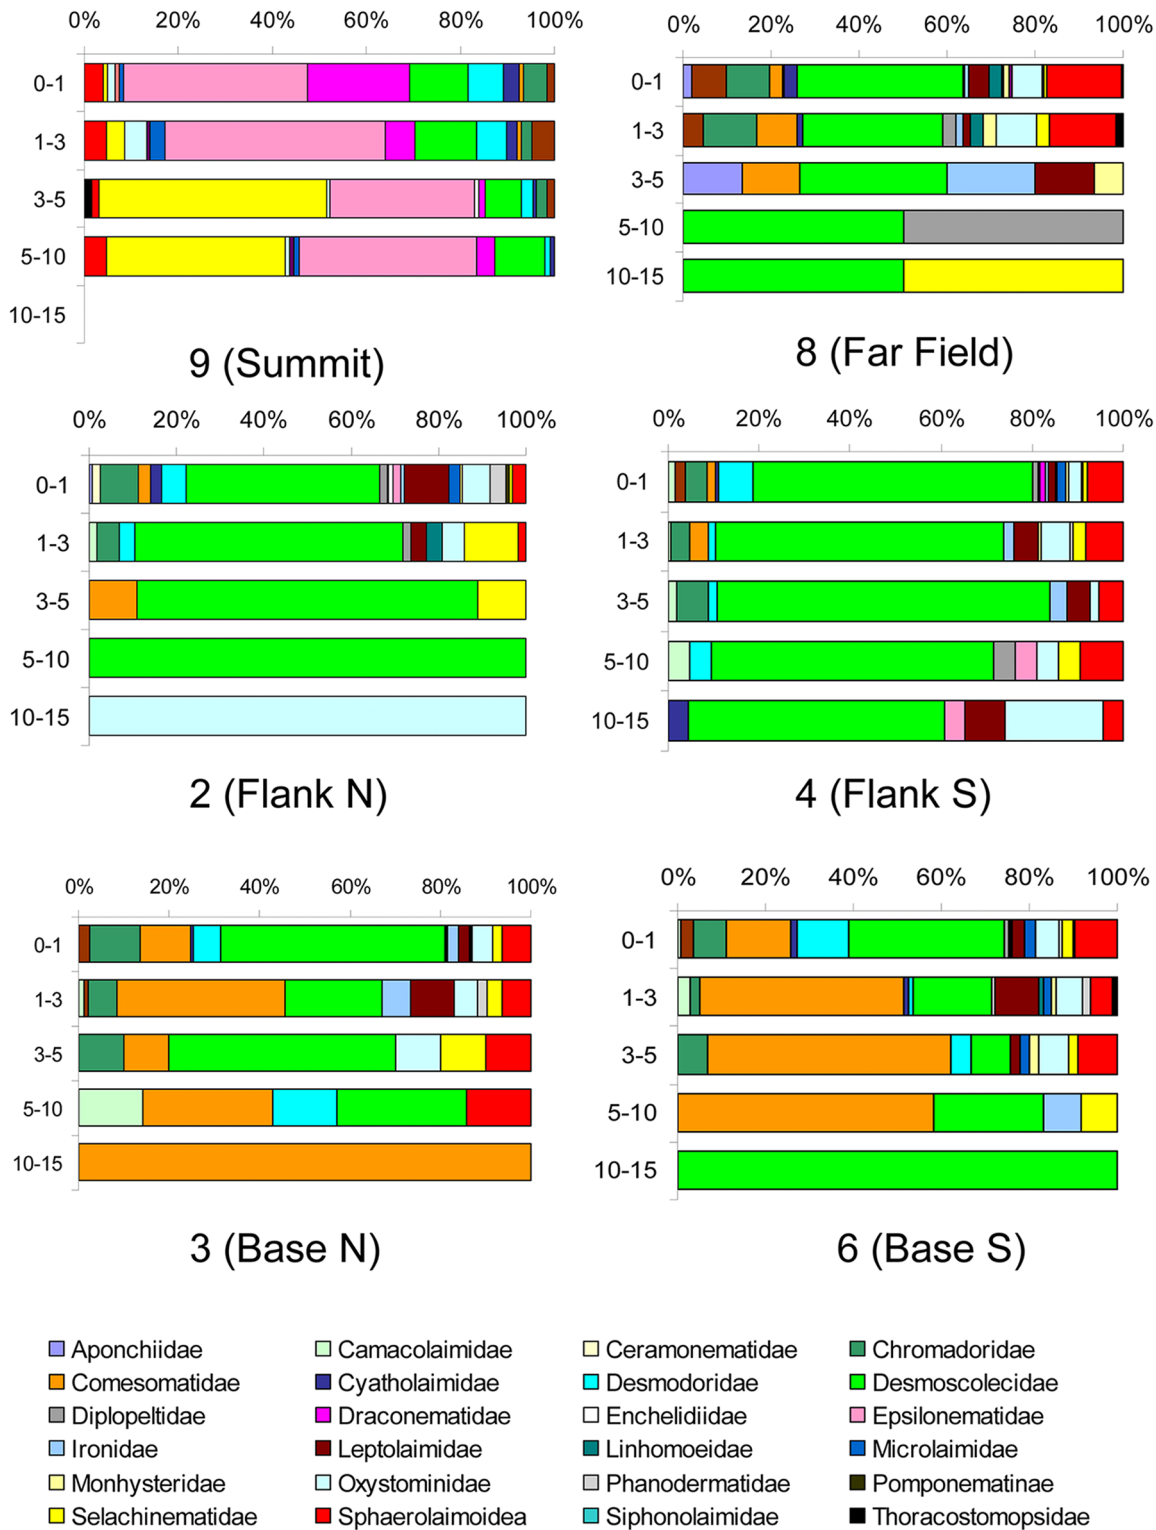 0% 20% 40% 60% 80% 100%
0-1
1-3
3-5
5-10
10-15
9 (Summit)
0% 20% 40% 60% 80% 100%
0-1
1-3
3-5
5-10
10-15
8 (Far Field)
0% 20% 40% 60% 80% 100%
0-1
1-3
3-5
5-10
10-15
2 (Flank N)
0% 20% 40% 60% 80% 100%
0-1
1-3
3-5
5-10
10-15
4 (Flank S)
0% 20% 40% 60% 80% 100%
0-1
1-3
3-5
5-10
10-15
3 (Base N)
0% 20% 40% 60% 80% 100%
0-1
1-3
3-5
5-10
10-15
6 (Base S)
Aponchiidae Camacolaimidae Ceramonematidae Chromadoridae
Comesomatidae Cyatholaimidae Desmodoridae Desmoscolecidae
Diplopeltidae Draconematidae Enchelidiidae Epsilonematidae
Ironidae Leptolaimidae Linhomoeidae Microlaimidae
Monhysteridae Oxystominidae Phanodermatidae Pomponematinae
Selachinematidae Sphaerolaimoidea Siphonolaimidae Thoracostomopsidae